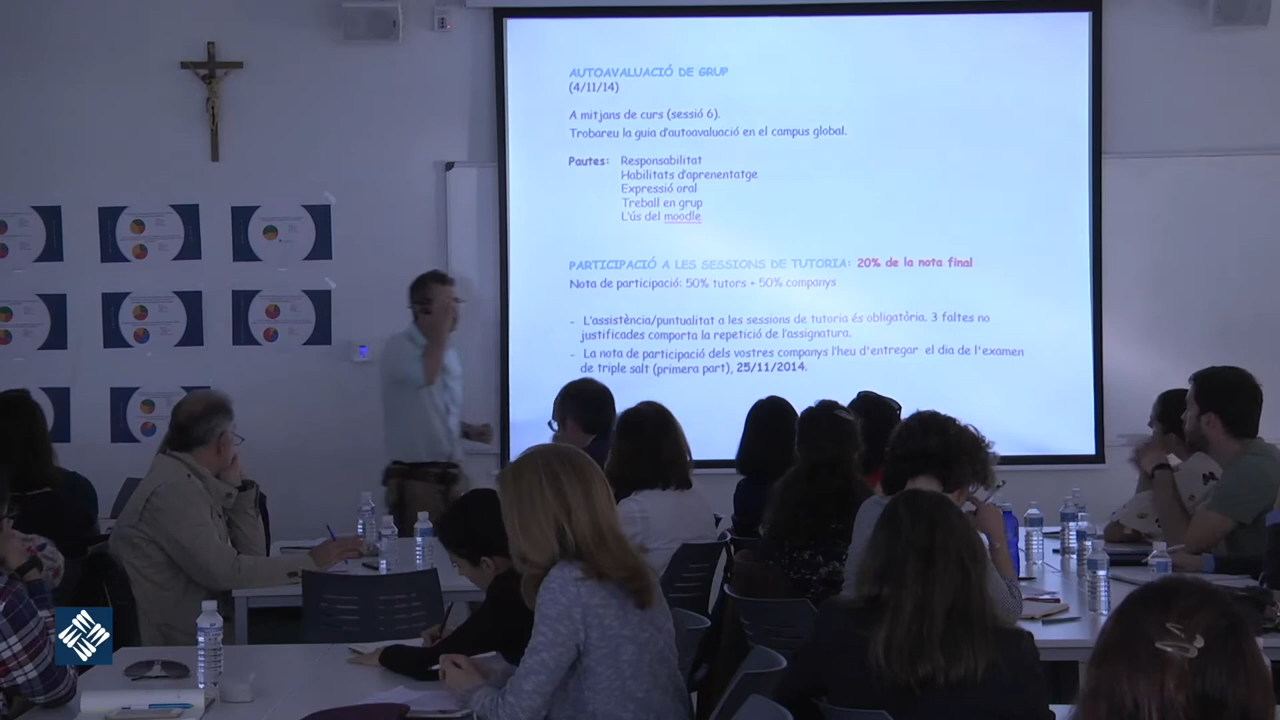 AUTOAVALUACIÓ DE GRUP
(4/11/14)
A mitjans de curs (sessió 6).
Trobareu la guia d'autoavaluació en el campus global.
Pautes: Responsabilitat
Habilitats d'aprenentatge
Expressió oral
Treball en grup
L'ús del moodle
PARTICIPACIÓ A LES SESSIONS DE TUTORIA: 20% de la nota final
Nota de participació: 50% tutors + 50% companys
- L'assistència/puntualitat a les sessions de tutoria és obligatòria. 3 faltes no
justificades comporta la repetició de l'assignatura.
- La nota de participació dels vostres companys l'heu d'entregar el dia de l'examen
de triple salt (primera part), 25/11/2014.